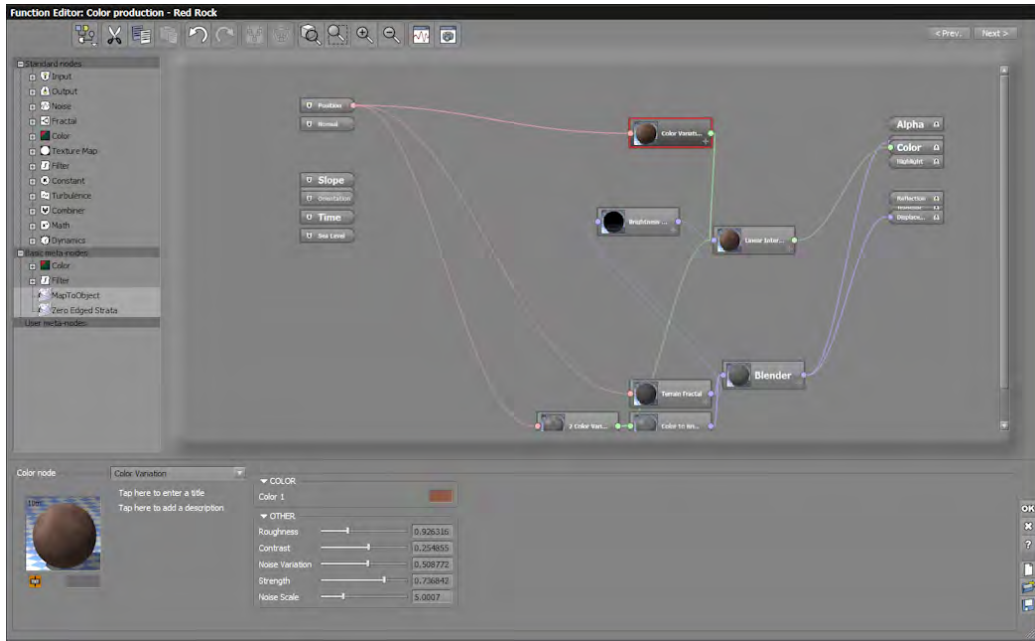 Function Editor: Color production - Red Rock
< Prev.
Next >
Standard nodes
Input
Output
Noise
Fractal
Color
Texture Map
Filter
Constant
Turbulence
Combiner
Math
Dynamics
Basic meta-nodes
Color
Filter
MapToObject
Zero Edged Strata
User meta-nodes
Position
Normal
Slope
Orientation
Time
Sea Level
Color Variati...
Brightness ...
Linear Inter...
Blender
Terrain Fractal
2 Color Vari...
Alpha
Color
Highlight
Reflection
Displace...
Color node
Color Variation
Tap here to enter a title
Tap here to add a description
COLOR
Color 1
OTHER
Roughness 0.926316
Contrast 0.254855
Noise Variation 0.508772
Strength 0.736842
Noise Scale 5.0007
OK
?